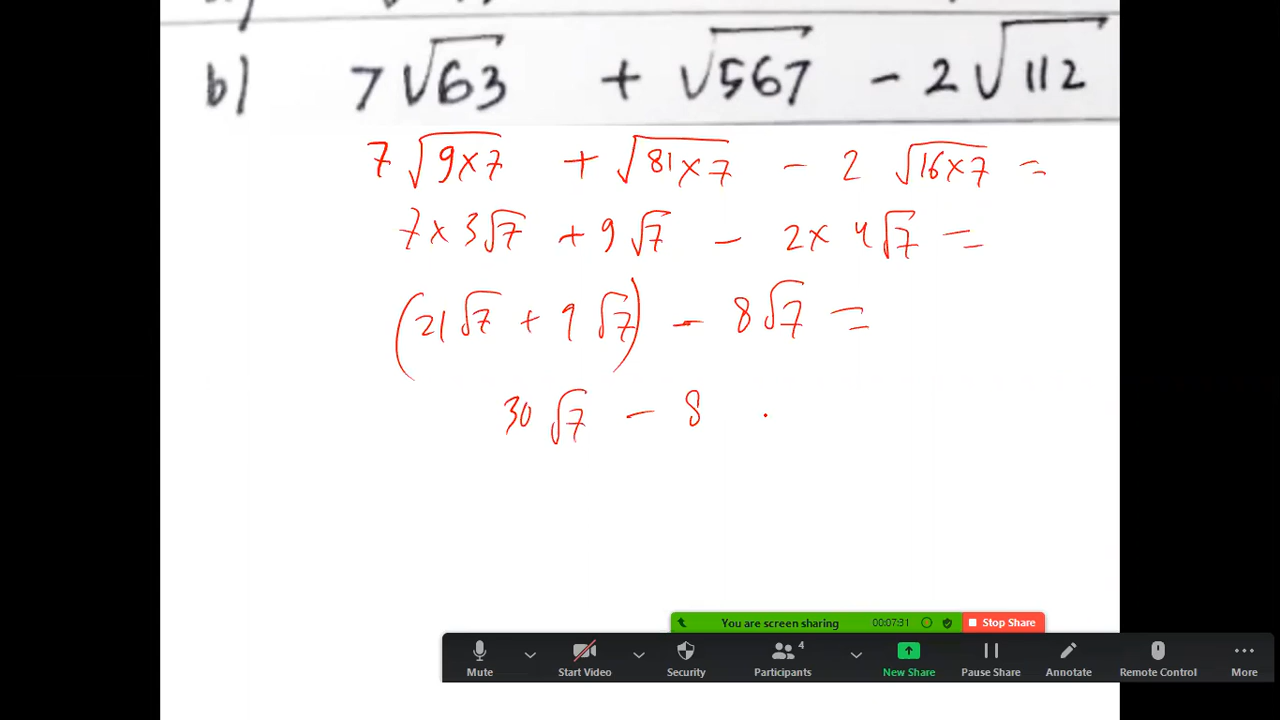 b) 7√63 + √567 - 2√112
7 √9×7 + √81×7 - 2 √16×7 =
7 × 3√7 + 9 √7 - 2 × 4√7 =
(21√7 + 9 √7) - 8√7 =
30 √7 - 8 .
You are screen sharing 00:07:31 Stop Share
4
Mute Start Video Security Participants New Share Pause Share Annotate Remote Control More